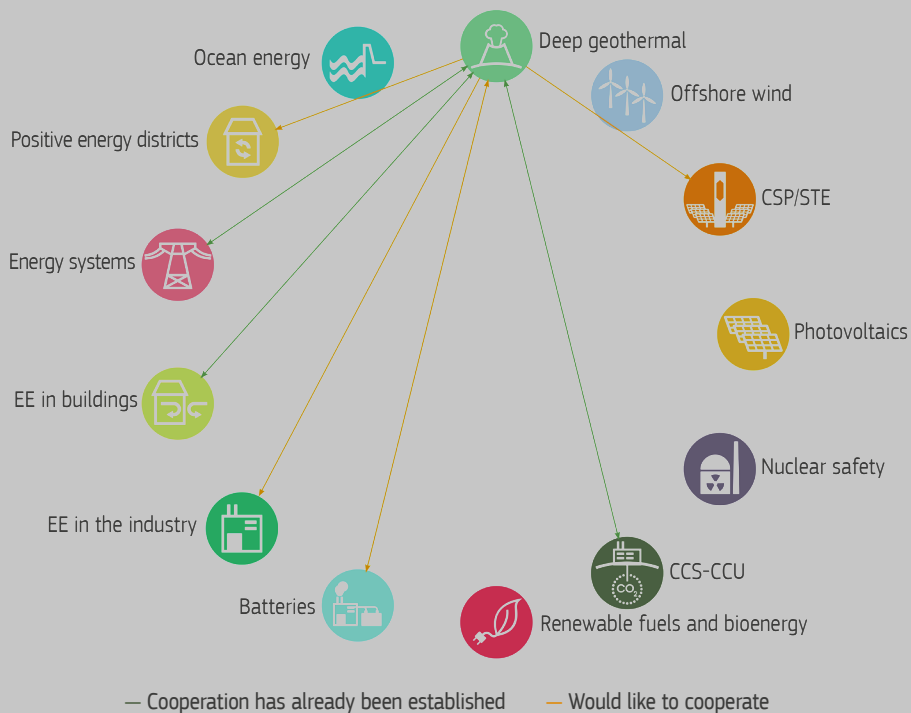 Deep geothermal
Ocean energy
Offshore wind
Positive energy districts
CSP/STE
Energy systems
Photovoltaics
EE in buildings
Nuclear safety
EE in the industry
CCS-CCU
CO2
Batteries
Renewable fuels and bioenergy
Cooperation has already been established
Would like to cooperate